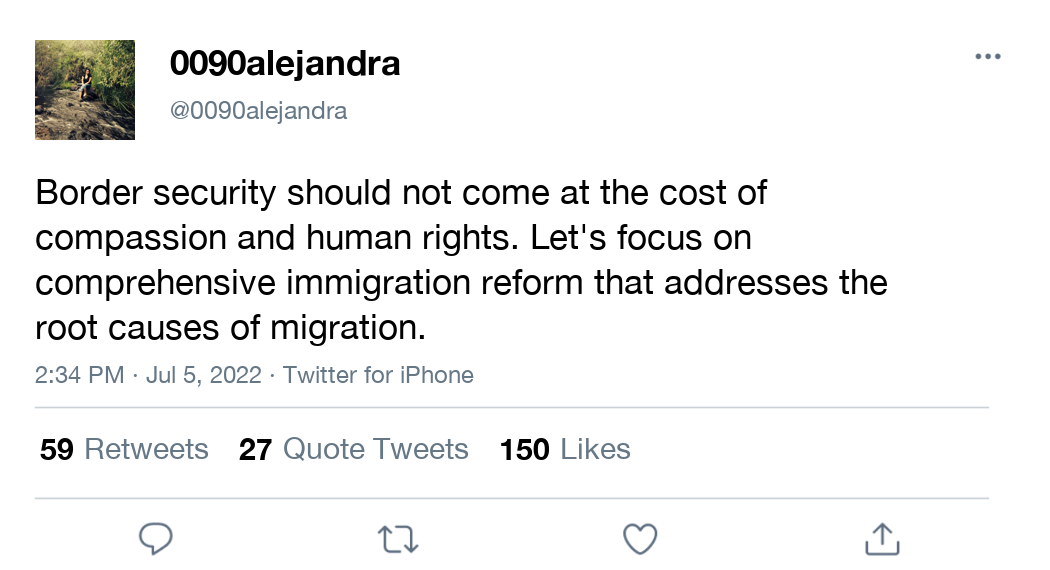 0090alejandra
@0090alejandra
Border security should not come at the cost of
compassion and human rights. Let's focus on
comprehensive immigration reform that addresses the
root causes of migration.
2:34 PM · Jul 5, 2022 · Twitter for iPhone
59 Retweets 27 Quote Tweets 150 Likes